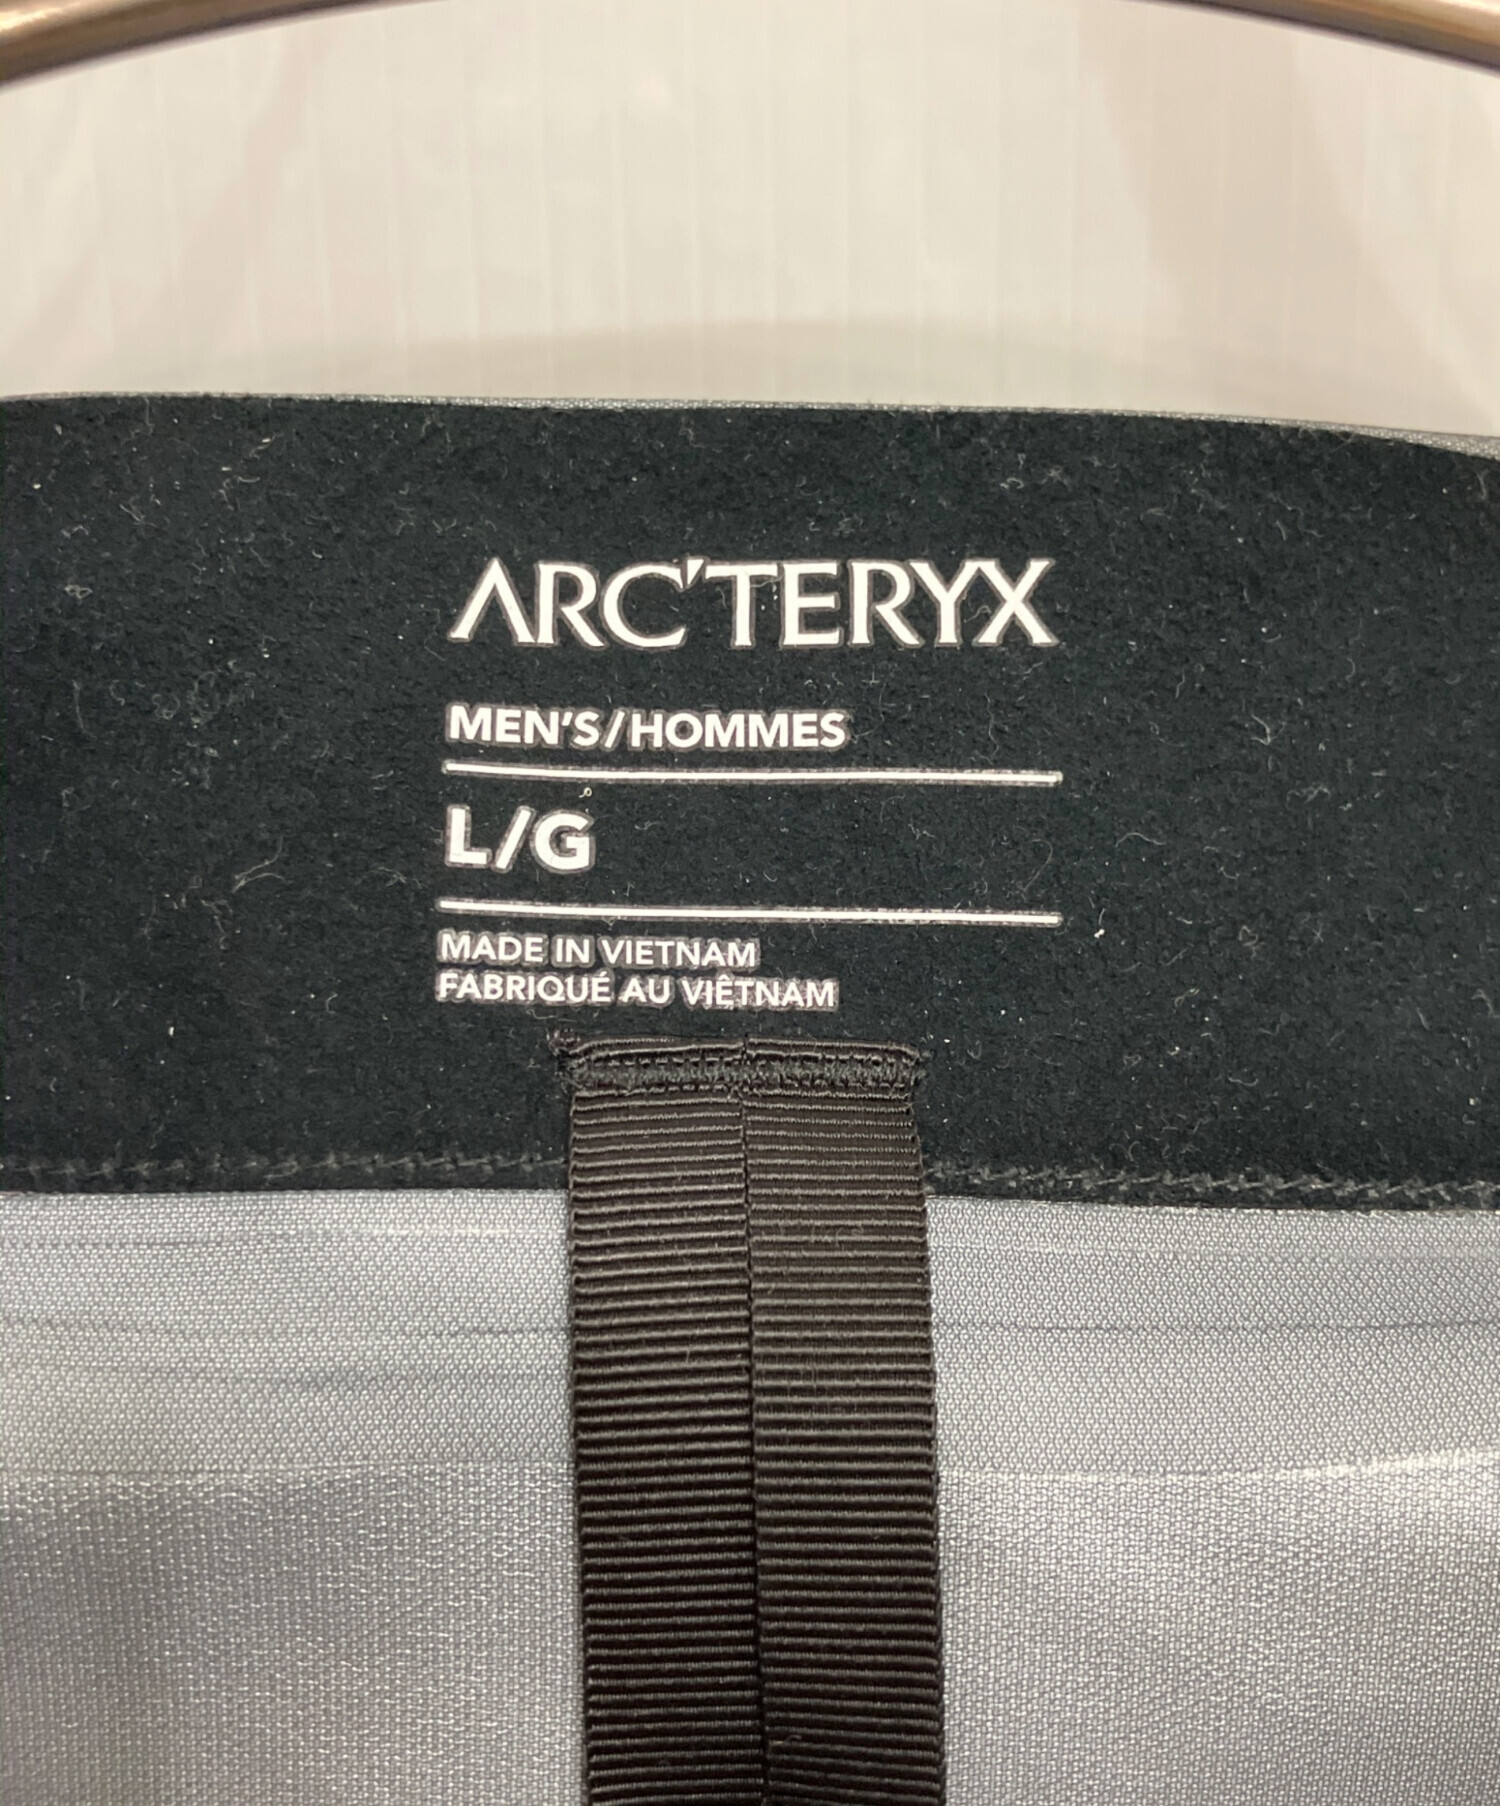 ARC'TERYX
MEN'S/HOMMES
L/G
MADE IN VIETNAM
FABRIQUÉ AU VIÊTNAM